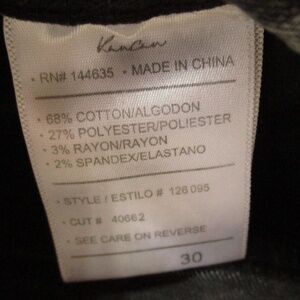 KanCan
• RN# 144635 • MADE IN CHINA
• 68% COTTON/ALGODON
• 27% POLYESTER/POLIESTER
• 3% RAYON/RAYON
• 2% SPANDEX/ELASTANO
• STYLE / ESTILO # 126095
• CUT # 40662
• SEE CARE ON REVERSE
30